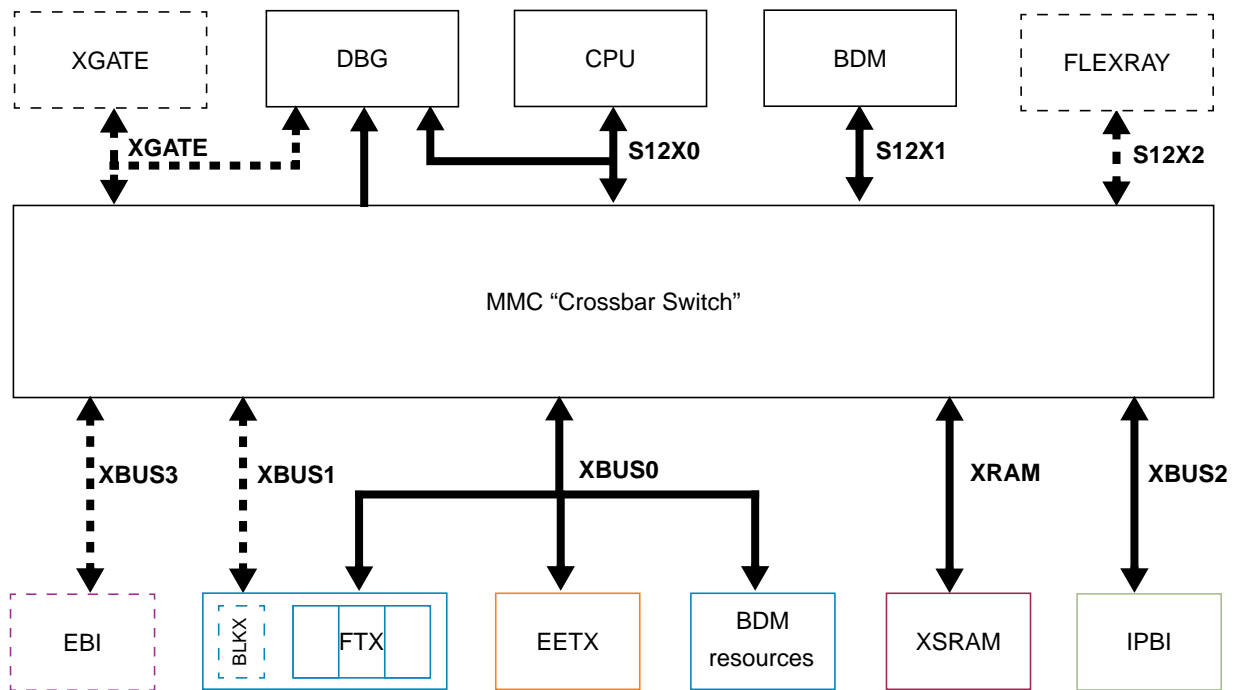 XGATE
DBG
CPU
BDM
FLEXRAY
XGATE
S12X0
S12X1
S12X2
MMC “Crossbar Switch”
XBUS3
XBUS1
XBUS0
XRAM
XBUS2
EBI
BLKX
FTX
EETX
BDM
resources
XSRAM
IPBI